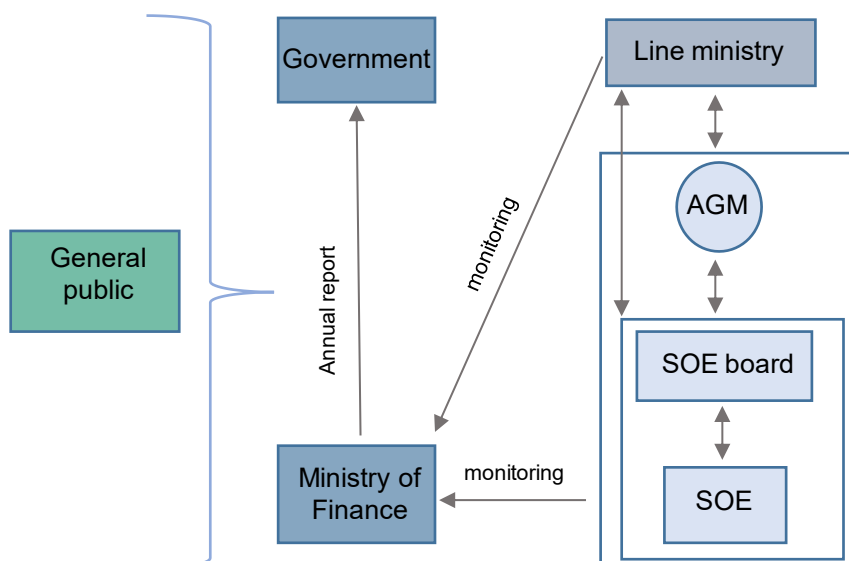 Government
Line ministry
AGM
General
public
monitoring
Annual report
SOE board
Ministry of
Finance
monitoring
SOE